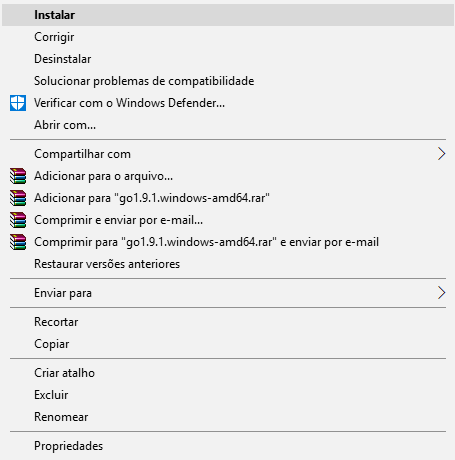 Instalar
Corrigir
Desinstalar
Solucionar problemas de compatibilidade
Verificar com o Windows Defender...
Abrir com...
Compartilhar com
Adicionar para o arquivo...
Adicionar para "go1.9.1.windows-amd64.rar"
Comprimir e enviar por e-mail...
Comprimir para "go1.9.1.windows-amd64.rar" e enviar por e-mail
Restaurar versões anteriores
Enviar para
Recortar
Copiar
Criar atalho
Excluir
Renomear
Propriedades